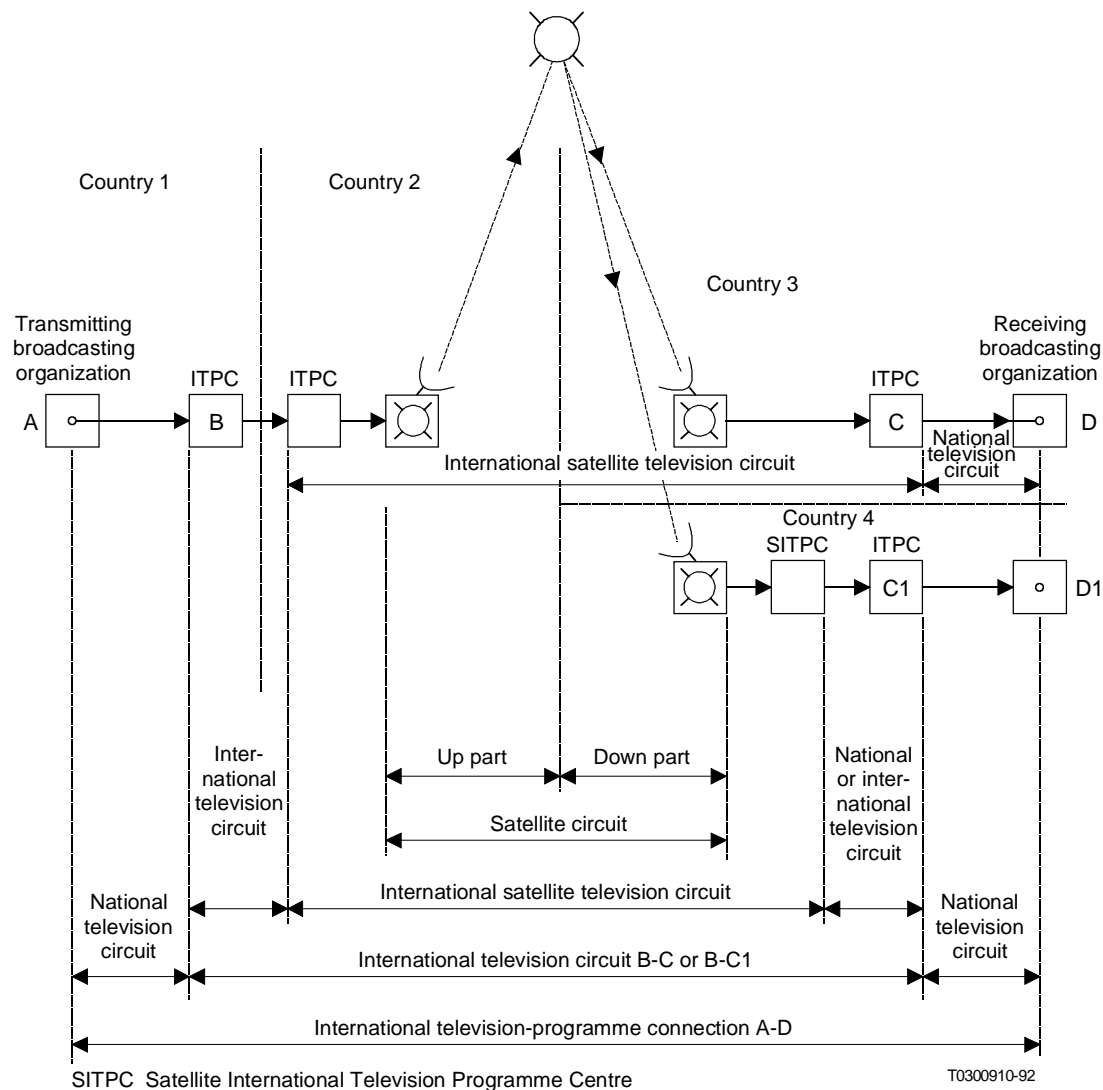 Country 1
Country 2
Country 3
Transmitting
broadcasting
organization
Receiving
broadcasting
organization
ITPC
ITPC
ITPC
A
B
C
D
National
television
circuit
International satellite television circuit
Country 4
SITPC
ITPC
C1
D1
Inter-
national
television
circuit
Up part
Down part
National
or inter-
national
television
circuit
Satellite circuit
National
television
circuit
International satellite television circuit
National
television
circuit
International television circuit B-C or B-C1
International television-programme connection A-D
SITPC Satellite International Television Programme Centre
T0300910-92